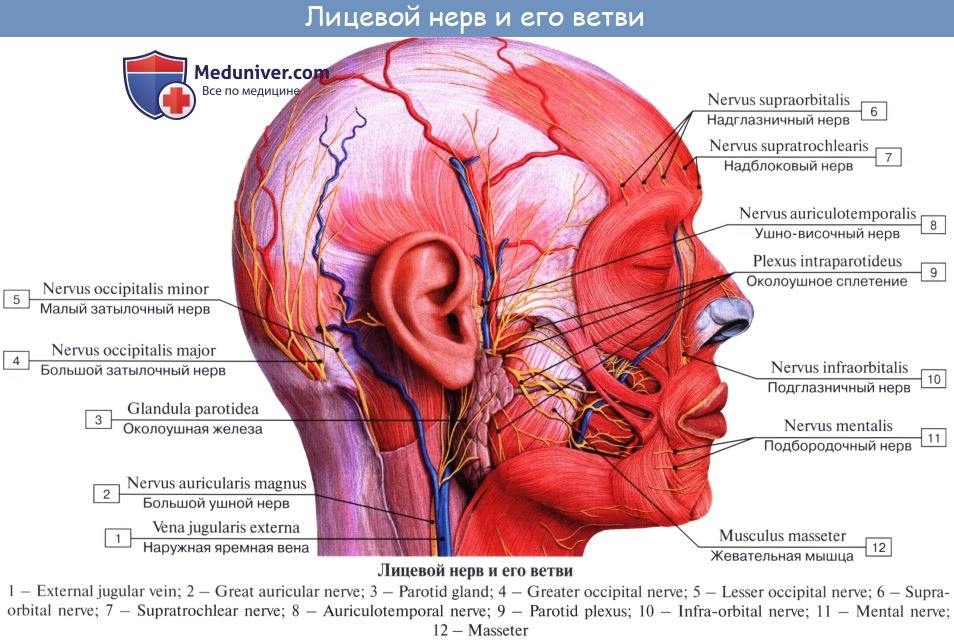 Лицевой нерв и его ветви
Meduniver.com
Все по медицине
Nervus supraorbitalis
Надглазничный нерв
6
Nervus supratrochlearis
Надблоковый нерв
7
Nervus auriculotemporalis
Ушно-височный нерв
8
Plexus intraparotideus
Околоушное сплетение
9
5
Nervus occipitalis minor
Малый затылочный нерв
4
Nervus occipitalis major
Большой затылочный нерв
Nervus infraorbitalis
Подглазничный нерв
10
3
Glandula parotidea
Околоушная железа
Nervus mentalis
Подбородочный нерв
11
2
Nervus auricularis magnus
Большой ушной нерв
1
Vena jugularis externa
Наружная яремная вена
Musculus masseter
Жевательная мышца
12
Лицевой нерв и его ветви
1 – External jugular vein; 2 – Great auricular nerve; 3 – Parotid gland; 4 – Greater occipital nerve; 5 – Lesser occipital nerve; 6 – Supra-
orbital nerve; 7 – Supratrochlear nerve; 8 – Auriculotemporal nerve; 9 – Parotid plexus; 10 – Infra-orbital nerve; 11 – Mental nerve;
12 – Masseter